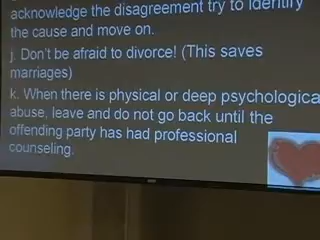 acknowledge the disagreement try to identify
the cause and move on.
j. Don't be afraid to divorce! (This saves
marriages)
k. When there is physical or deep psychologica
abuse, leave and do not go back until the
offending party has had professional
counseling.